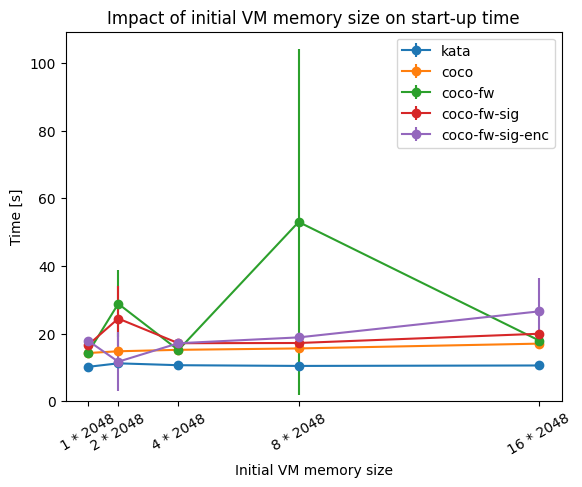 Impact of initial VM memory size on start-up time
kata
coco
coco-fw
coco-fw-sig
coco-fw-sig-enc
Time [s]
100
80
60
40
20
0
1 * 2048
2 * 2048
4 * 2048
8 * 2048
16 * 2048
Initial VM memory size